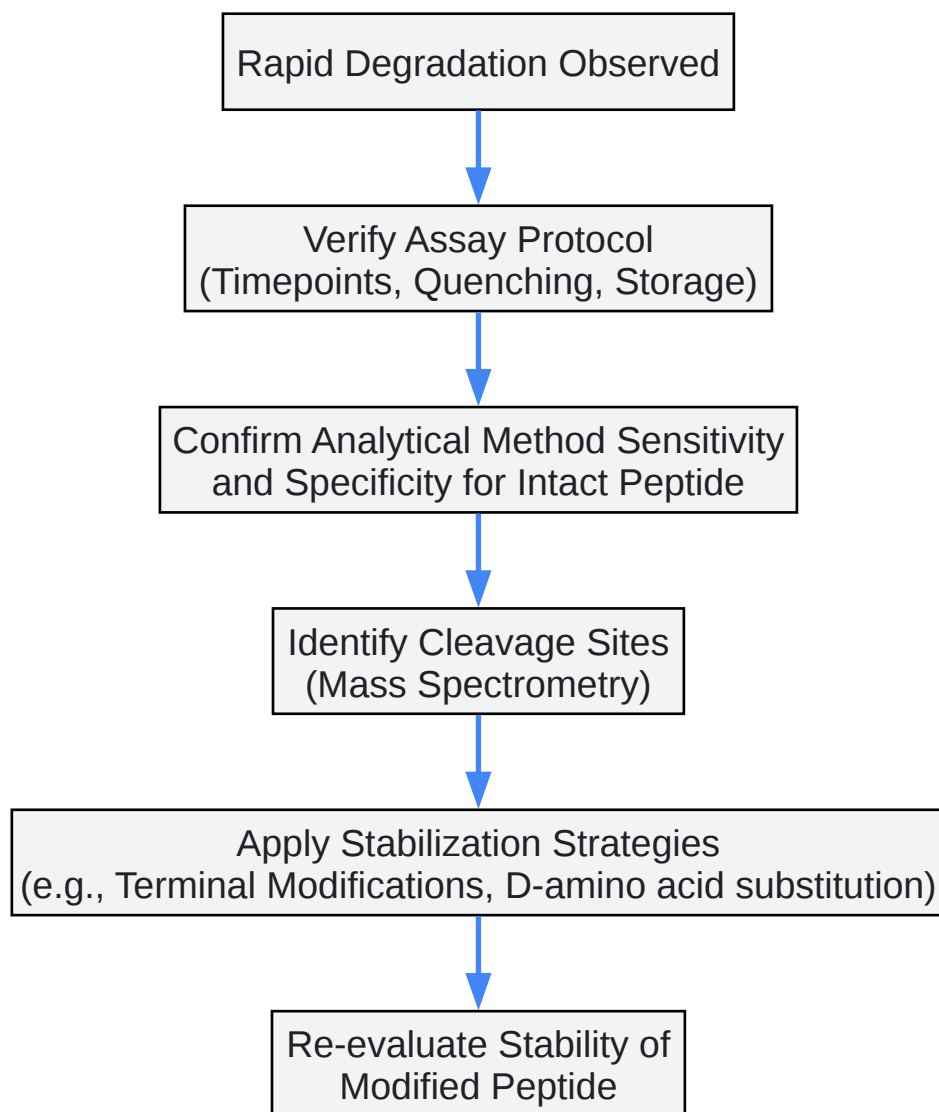 Rapid Degradation Observed
Verify Assay Protocol
(Timepoints, Quenching, Storage)
Confirm Analytical Method Sensitivity
and Specificity for Intact Peptide
Identify Cleavage Sites
(Mass Spectrometry)
Apply Stabilization Strategies
(e.g., Terminal Modifications, D-amino acid substitution)
Re-evaluate Stability of
Modified Peptide